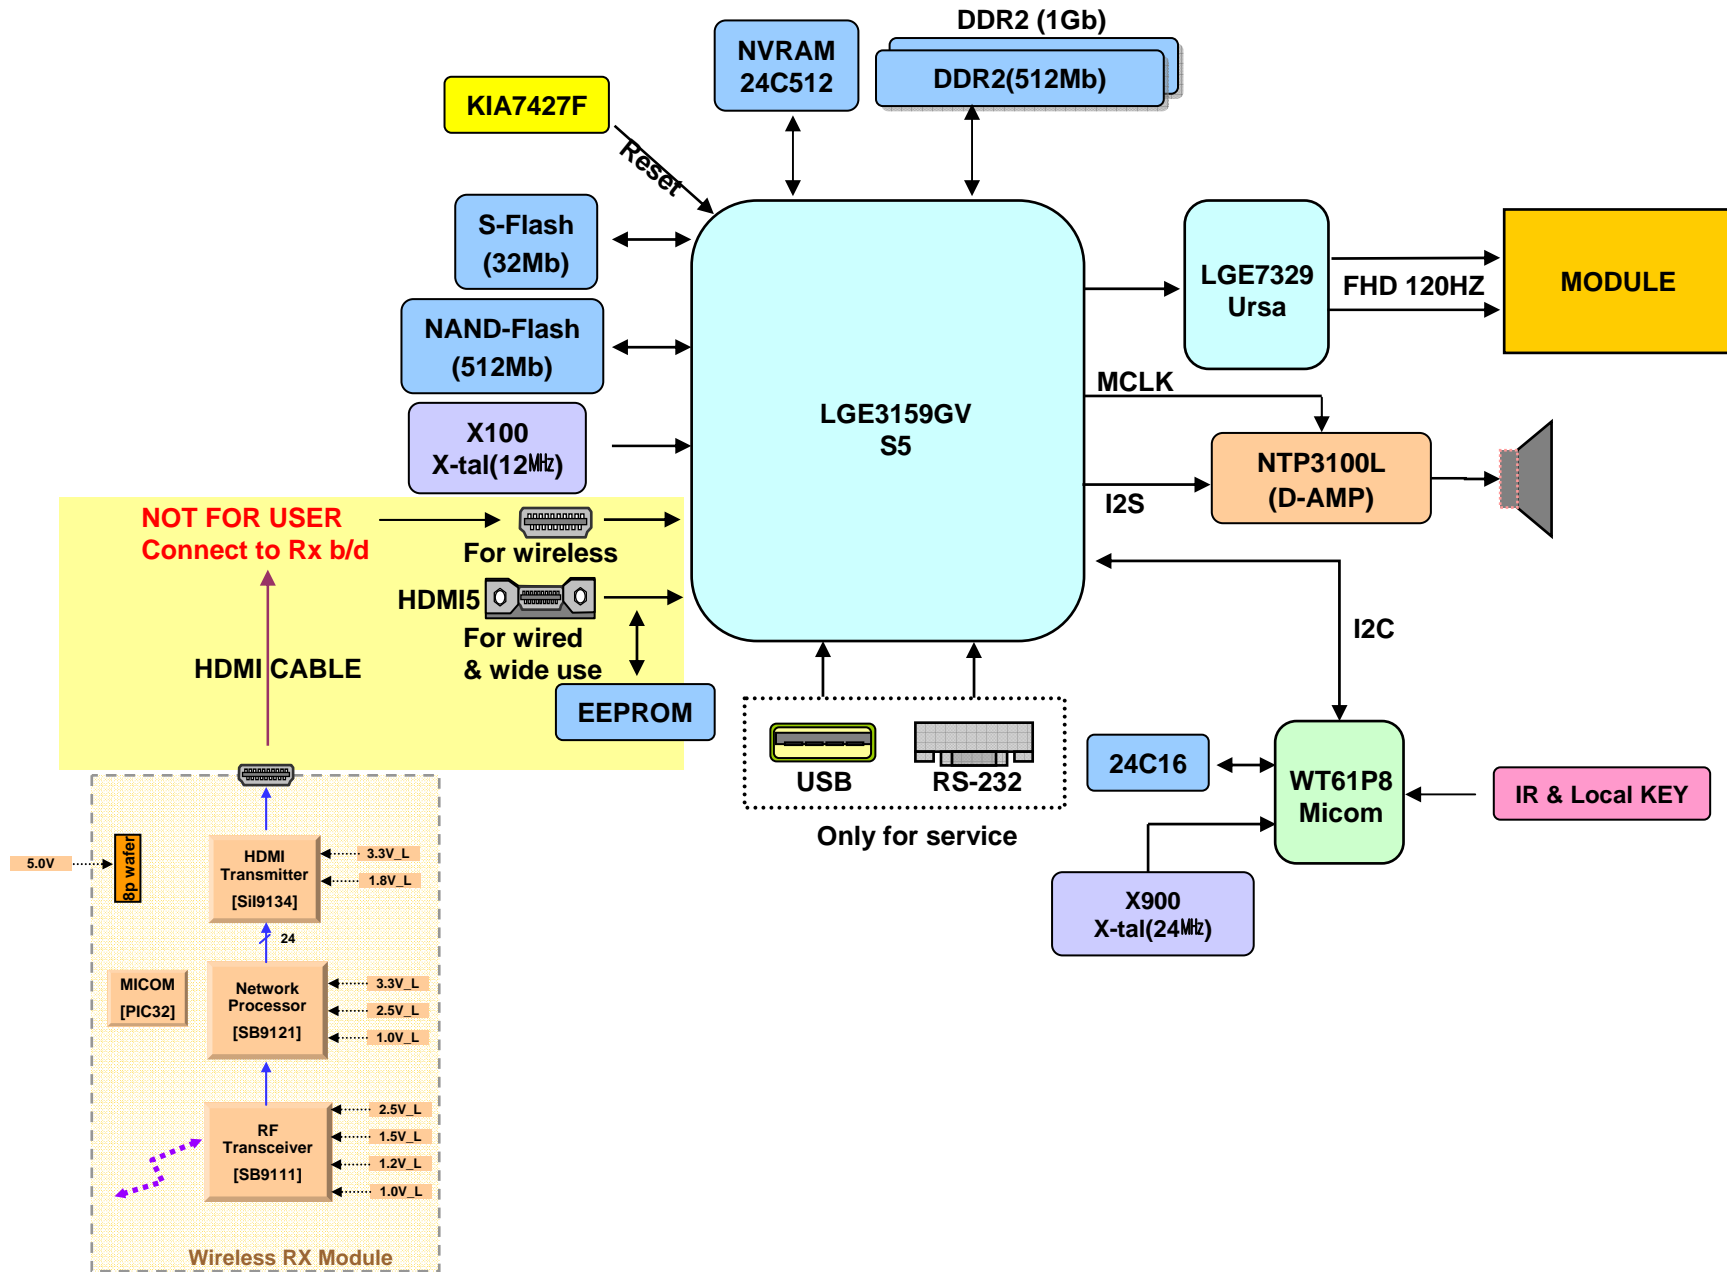 DDR2 (1Gb)
NVRAM
24C512
DDR2(512Mb)
KIA7427F
Reset
S-Flash
(32Mb)
NAND-Flash
(512Mb)
X100
X-tal(12㎒)
LGE3159GV
S5
LGE7329
Ursa
FHD 120HZ
MODULE
MCLK
NTP3100L
(D-AMP)
I2S
NOT FOR USER
Connect to Rx b/d
For wireless
HDMI5
For wired
& wide use
HDMI CABLE
EEPROM
I2C
USB
RS-232
Only for service
24C16
WT61P8
Micom
IR & Local KEY
X900
X-tal(24㎒)
5.0V
8p wafer
HDMI
Transmitter
[SiI9134]
3.3V_L
1.8V_L
24
MICOM
[PIC32]
Network
Processor
[SB9121]
3.3V_L
2.5V_L
1.0V_L
RF
Transceiver
[SB9111]
2.5V_L
1.5V_L
1.2V_L
1.0V_L
Wireless RX Module